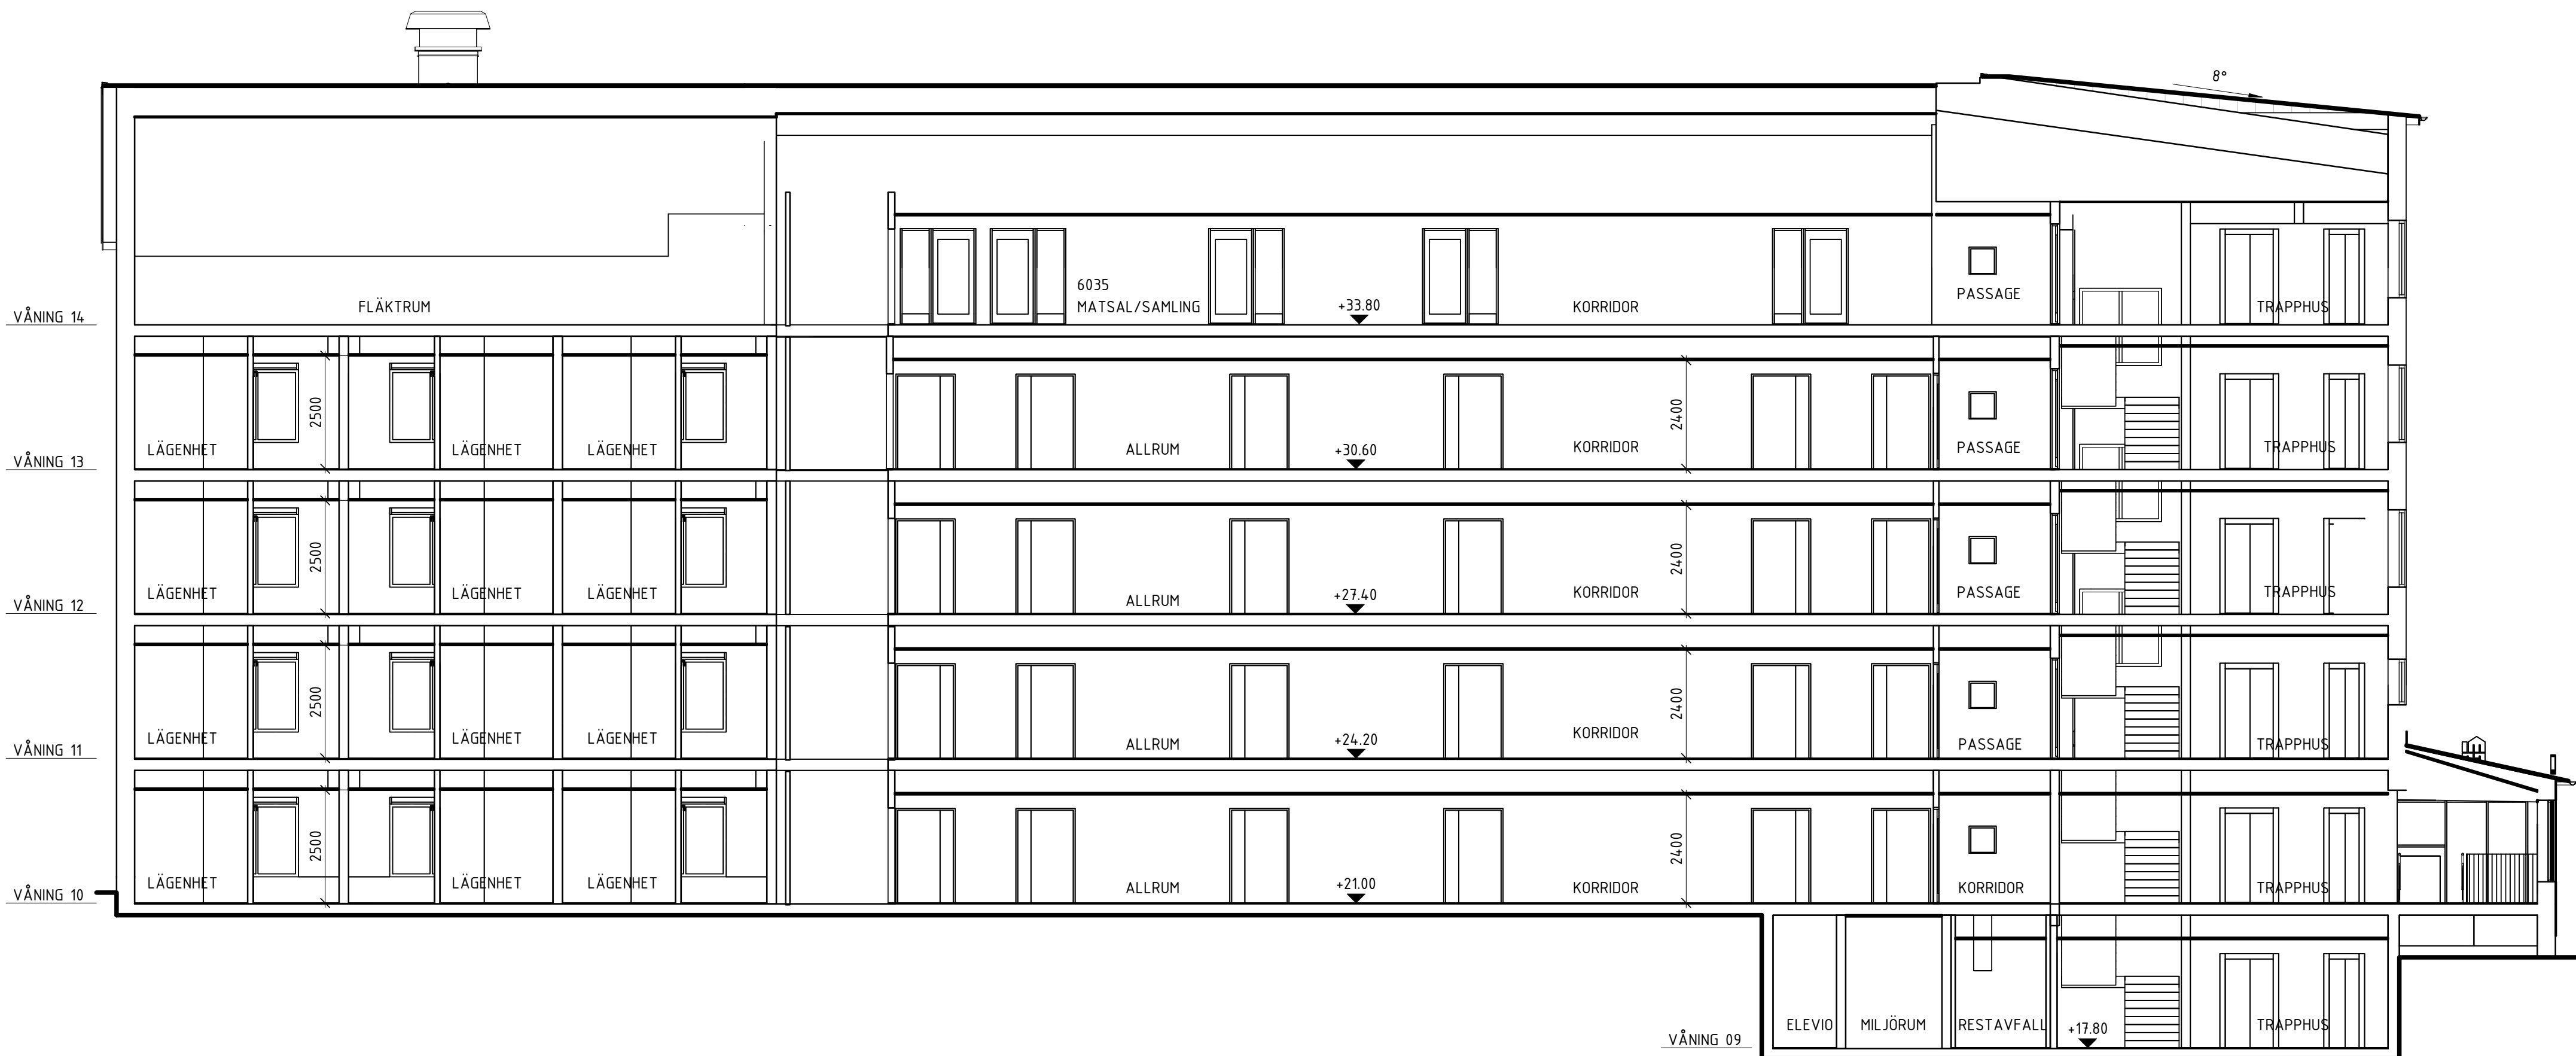 8°
6035
FLÄKTRUM MATSAL/SAMLING +33.80 KORRIDOR PASSAGE TRAPPHUS
VÅNING 14
2500 2400
LÄGENHET LÄGENHET LÄGENHET ALLRUM +30.60 KORRIDOR PASSAGE TRAPPHUS
VÅNING 13
2500 2400
LÄGENHET LÄGENHET LÄGENHET ALLRUM +27.40 KORRIDOR PASSAGE TRAPPHUS
VÅNING 12
2500 2400
LÄGENHET LÄGENHET LÄGENHET ALLRUM +24.20 KORRIDOR PASSAGE TRAPPHUS
VÅNING 11
2500 2400
LÄGENHET LÄGENHET LÄGENHET ALLRUM +21.00 KORRIDOR KORRIDOR TRAPPHUS
VÅNING 10
ELEVIO MILJÖRUM RESTAVFALL +17.80 TRAPPHUS
VÅNING 09